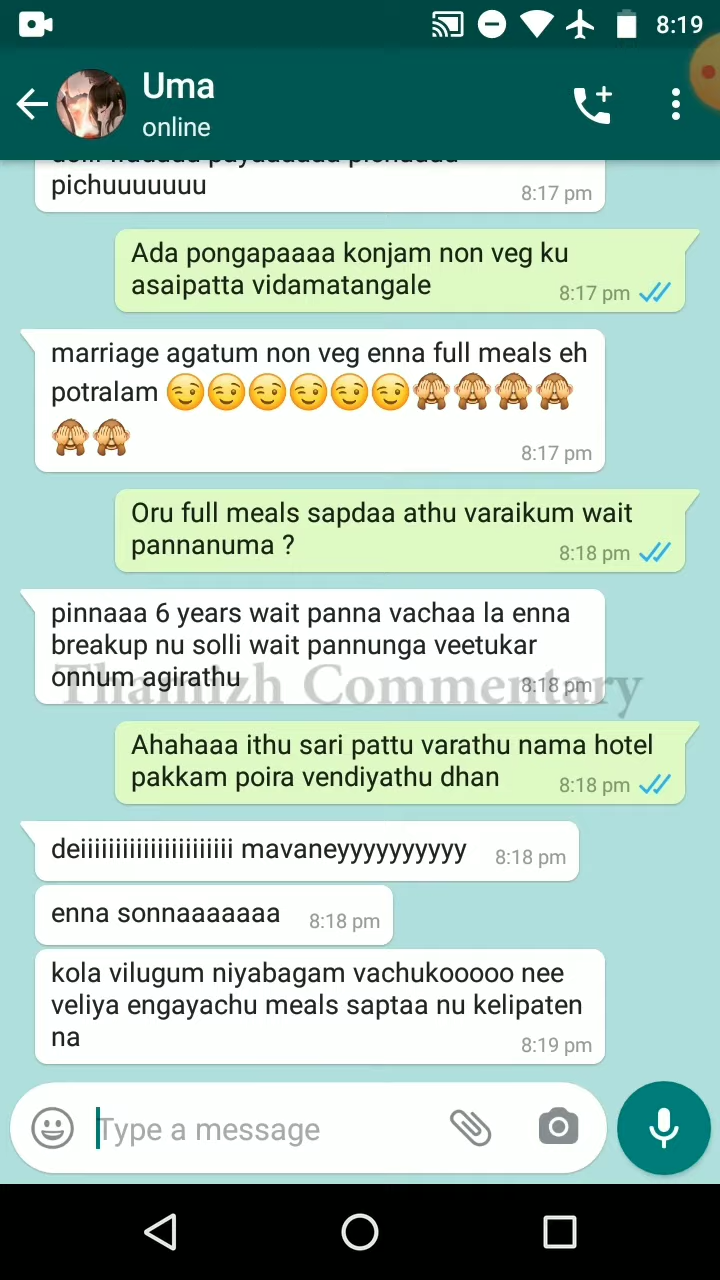 8:19
Uma
online
pichuuuuuuu
8:17 pm
Ada pongapaaaa konjam non veg ku
asaipatta vidamatangale
8:17 pm
marriage agatum non veg enna full meals eh
potralam 😉😉😉😉😉😉🙈🙈🙈🙈
🙈🙈
8:17 pm
Oru full meals sapdaa athu varaikum wait
pannanuma ?
8:18 pm
pinnaaa 6 years wait panna vachaa la enna
breakup nu solli wait pannunga veetukar
onnum agirathu
8:18 pm
Thamizh Commentary
Ahahaaa ithu sari pattu varathu nama hotel
pakkam poira vendiyathu dhan
8:18 pm
deiiiiiiiiiiiiiiiiiiiiii mavaneyyyyyyyyyy
8:18 pm
enna sonnaaaaaaa
8:18 pm
kola vilugum niyabagam vachukooooo nee
veliya engayachu meals saptaa nu kelipaten
na
8:19 pm
Type a message